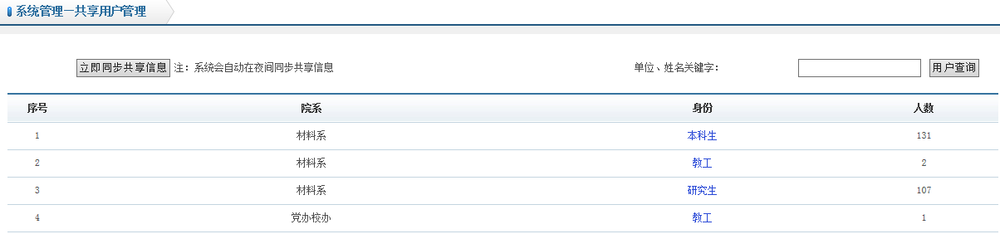 系统管理－共享用户管理
立即同步共享信息 注：系统会自动在夜间同步共享信息 单位、姓名关键字： 用户查询
序号 院系 身份 人数
1 材料系 本科生 131
2 材料系 教工 2
3 材料系 研究生 107
4 党办校办 教工 1